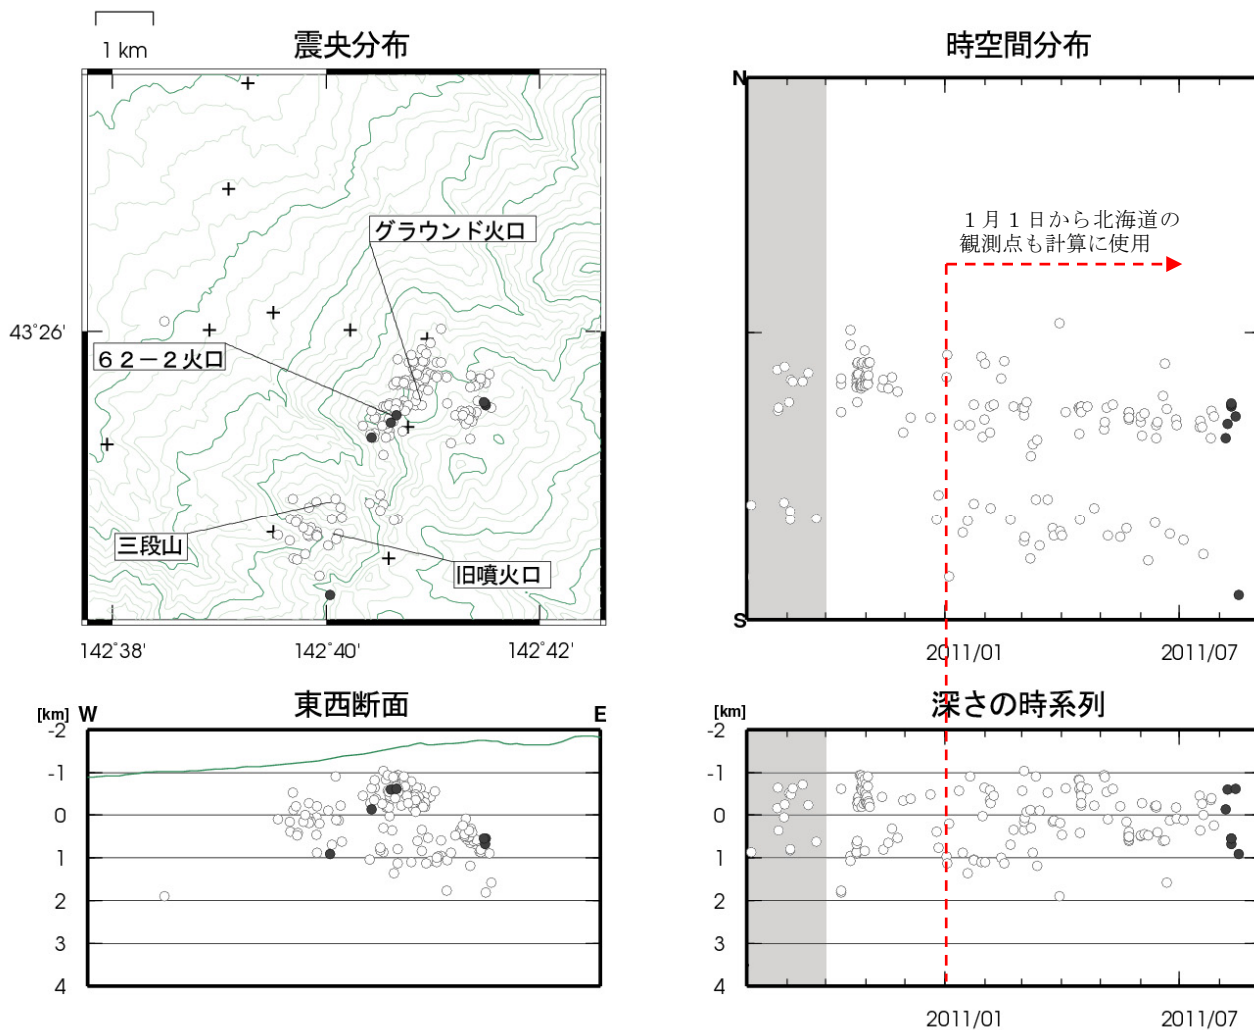 1 km
震央分布
グラウンド火口
43°26'
62-2火口
三段山
旧噴火口
142°38'
142°40'
142°42'
時空間分布
N
1月1日から北海道の
観測点も計算に使用
S
2011/01
2011/07
東西断面
[km]
W
E
-2
-1
0
1
2
3
4
深さの時系列
[km]
-2
-1
0
1
2
3
4
2011/01
2011/07